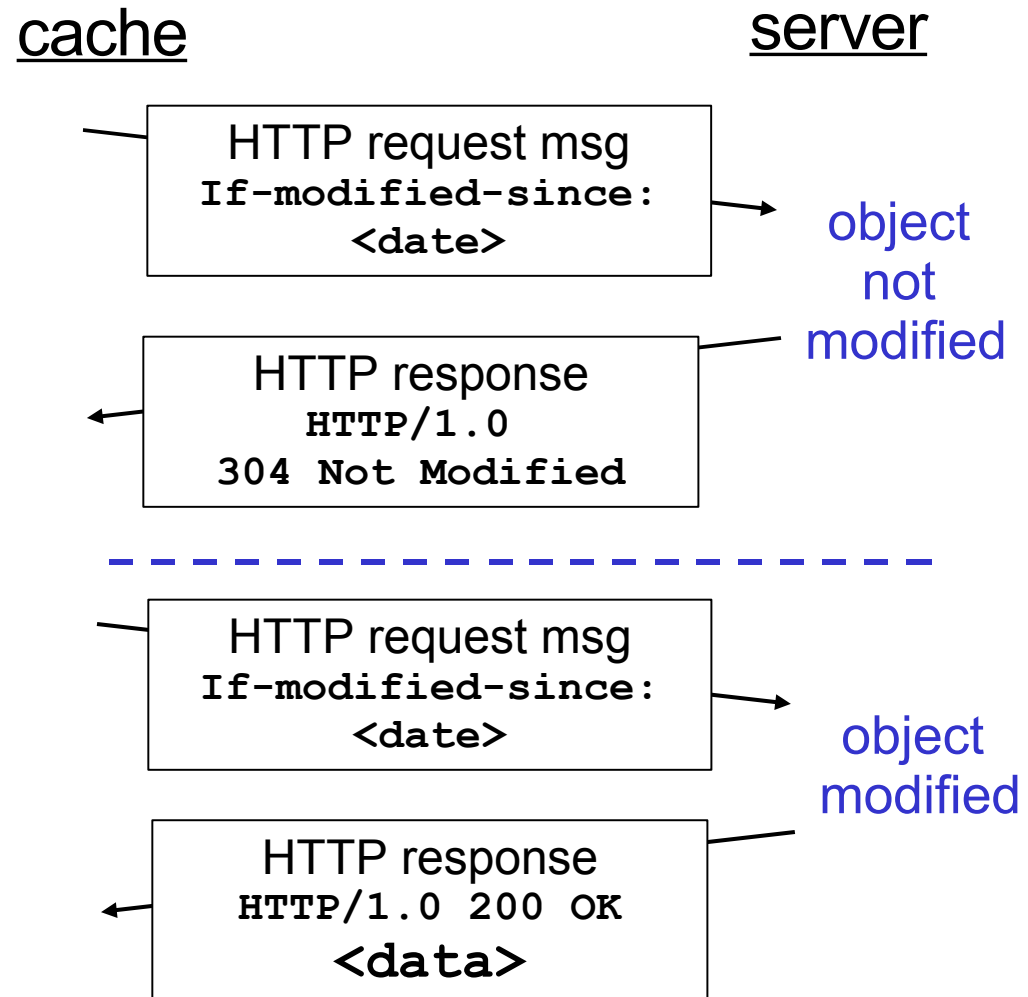 cache
server
HTTP request msg
If-modified-since:
<date>
object
not
modified
HTTP response
HTTP/1.0
304 Not Modified
HTTP request msg
If-modified-since:
<date>
object
modified
HTTP response
HTTP/1.0 200 OK
<data>